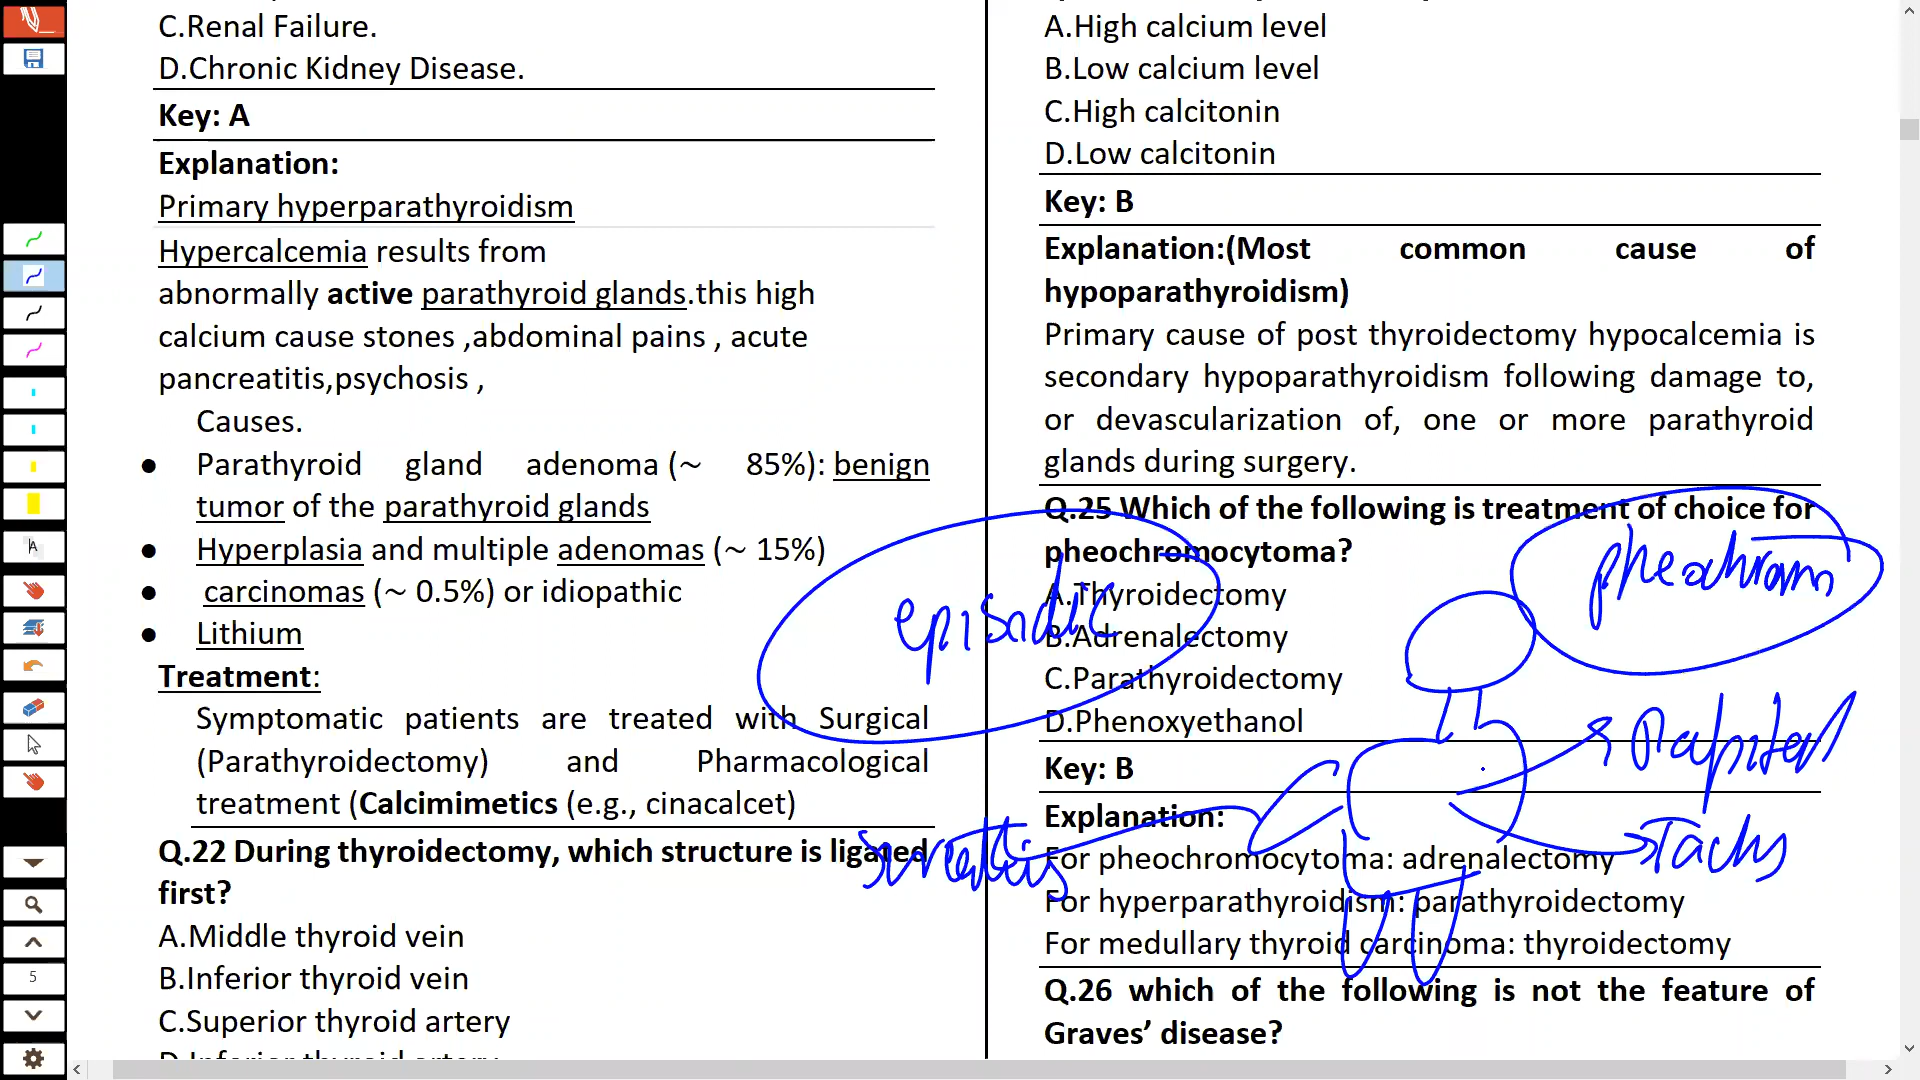 C.Renal Failure.
D.Chronic Kidney Disease.
Key: A
Explanation:
Primary hyperparathyroidism
Hypercalcemia results from
abnormally active parathyroid glands.this high
calcium cause stones ,abdominal pains , acute
pancreatitis,psychosis ,
Causes.
● Parathyroid gland adenoma (~ 85%): benign
tumor of the parathyroid glands
● Hyperplasia and multiple adenomas (~ 15%)
● carcinomas (~ 0.5%) or idiopathic
● Lithium
Treatment:
Symptomatic patients are treated with Surgical
(Parathyroidectomy) and Pharmacological
treatment (Calcimimetics (e.g., cinacalcet)
Q.22 During thyroidectomy, which structure is ligated
first?
A.Middle thyroid vein
B.Inferior thyroid vein
C.Superior thyroid artery
D.Inferior thyroid artery
A.High calcium level
B.Low calcium level
C.High calcitonin
D.Low calcitonin
Key: B
Explanation:(Most common cause of
hypoparathyroidism)
Primary cause of post thyroidectomy hypocalcemia is
secondary hypoparathyroidism following damage to,
or devascularization of, one or more parathyroid
glands during surgery.
Q.25 Which of the following is treatment of choice for
pheochromocytoma?
A.Thyroidectomy
B.Adrenalectomy
C.Parathyroidectomy
D.Phenoxyethanol
Key: B
Explanation:
For pheochromocytoma: adrenalectomy
For hyperparathyroidism: parathyroidectomy
For medullary thyroid carcinoma: thyroidectomy
Q.26 which of the following is not the feature of
Graves’ disease?
episodic
pheochrom
Tachy
5